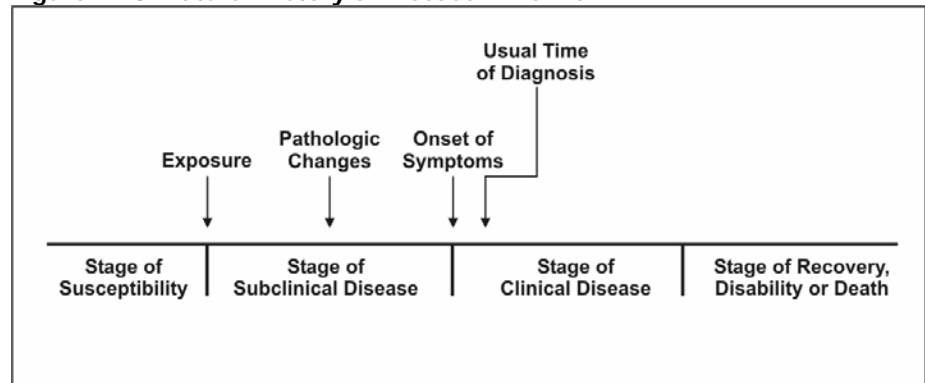 Usual Time
of Diagnosis
Pathologic
Changes
Onset of
Symptoms
Exposure
Stage of
Susceptibility
Stage of
Subclinical Disease
Stage of
Clinical Disease
Stage of Recovery,
Disability or Death